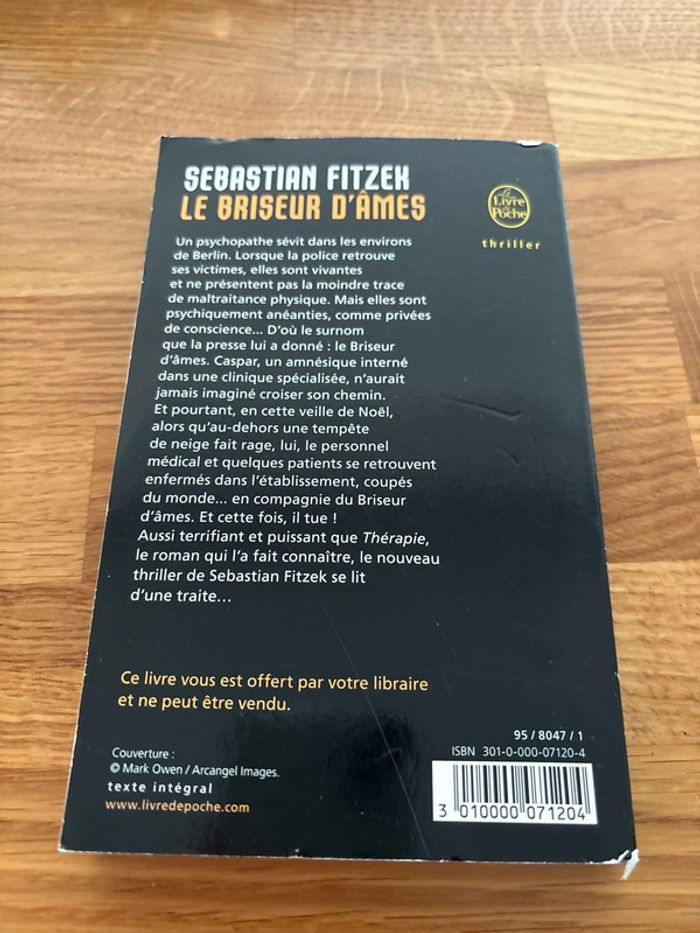 SEBASTIAN FITZEK
LE BRISEUR D'ÂMES
Le
Livre
de
Poche
thriller
Un psychopathe sévit dans les environs
de Berlin. Lorsque la police retrouve
ses victimes, elles sont vivantes
et ne présentent pas la moindre trace
de maltraitance physique. Mais elles sont
psychiquement anéanties, comme privées
de conscience... D'où le surnom
que la presse lui a donné : le Briseur
d'âmes. Caspar, un amnésique interné
dans une clinique spécialisée, n'aurait
jamais imaginé croiser son chemin.
Et pourtant, en cette veille de Noël,
alors qu'au-dehors une tempête
de neige fait rage, lui, le personnel
médical et quelques patients se retrouvent
enfermés dans l'établissement, coupés
du monde... en compagnie du Briseur
d'âmes. Et cette fois, il tue !
Aussi terrifiant et puissant que Thérapie,
le roman qui l'a fait connaître, le nouveau
thriller de Sebastian Fitzek se lit
d'une traite...
Ce livre vous est offert par votre libraire
et ne peut être vendu.
95 / 8047 / 1
ISBN 301-0-000-07120-4
Couverture :
© Mark Owen / Arcangel Images.
texte intégral
www.livredepoche.com
3 010000 071204